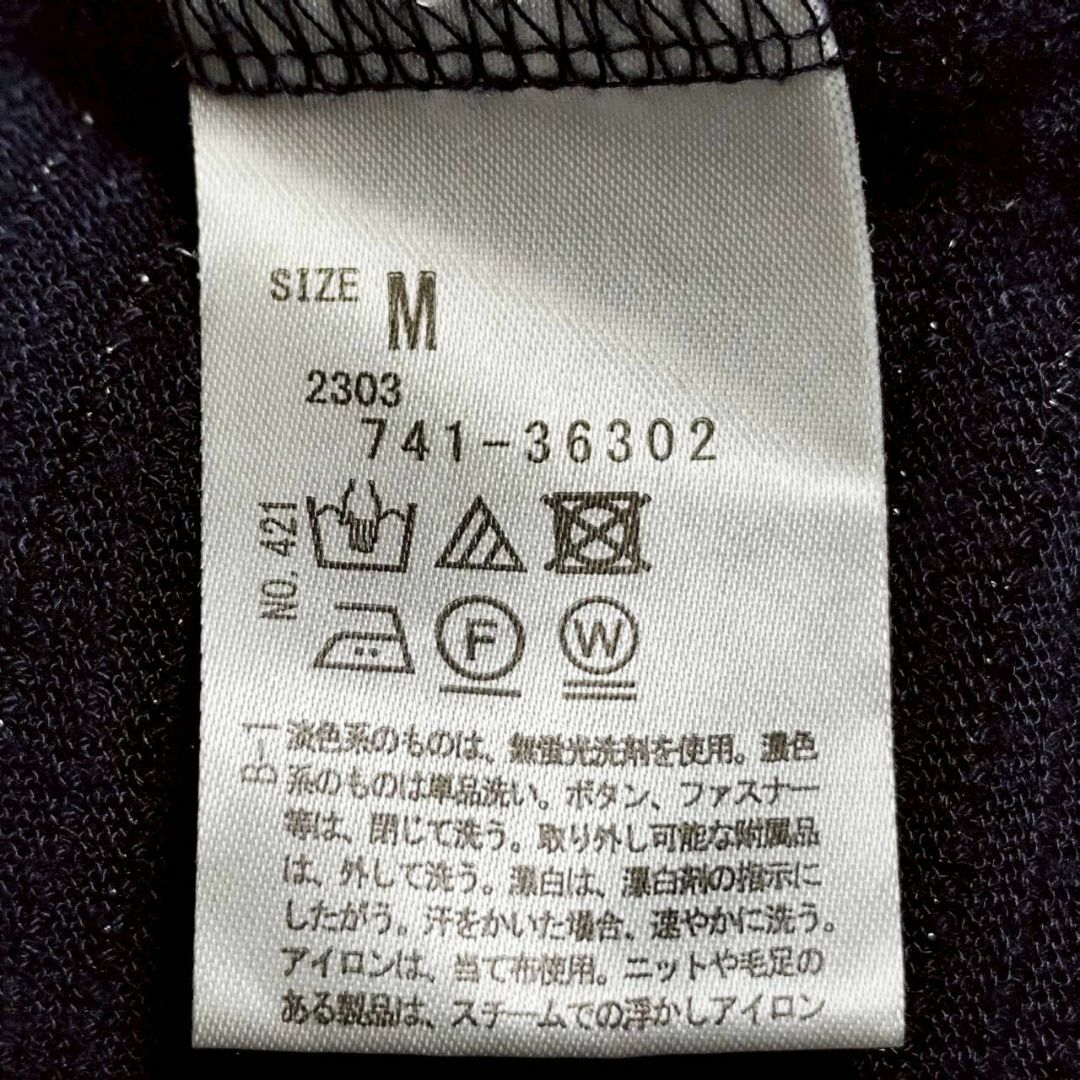 SIZE M
2303
741-36302
NO. 421
F
W
B-1
淡色系のものは、無蛍光洗剤を使用。濃色
系のものは単品洗い。ボタン、ファスナー
等は、閉じて洗う。取り外し可能な附属品
は、外して洗う。漂白は、漂白剤の指示に
したがう。汗をかいた場合、速やかに洗う。
アイロンは、当て布使用。ニットや毛足の
ある製品は、スチームでの浮かしアイロン